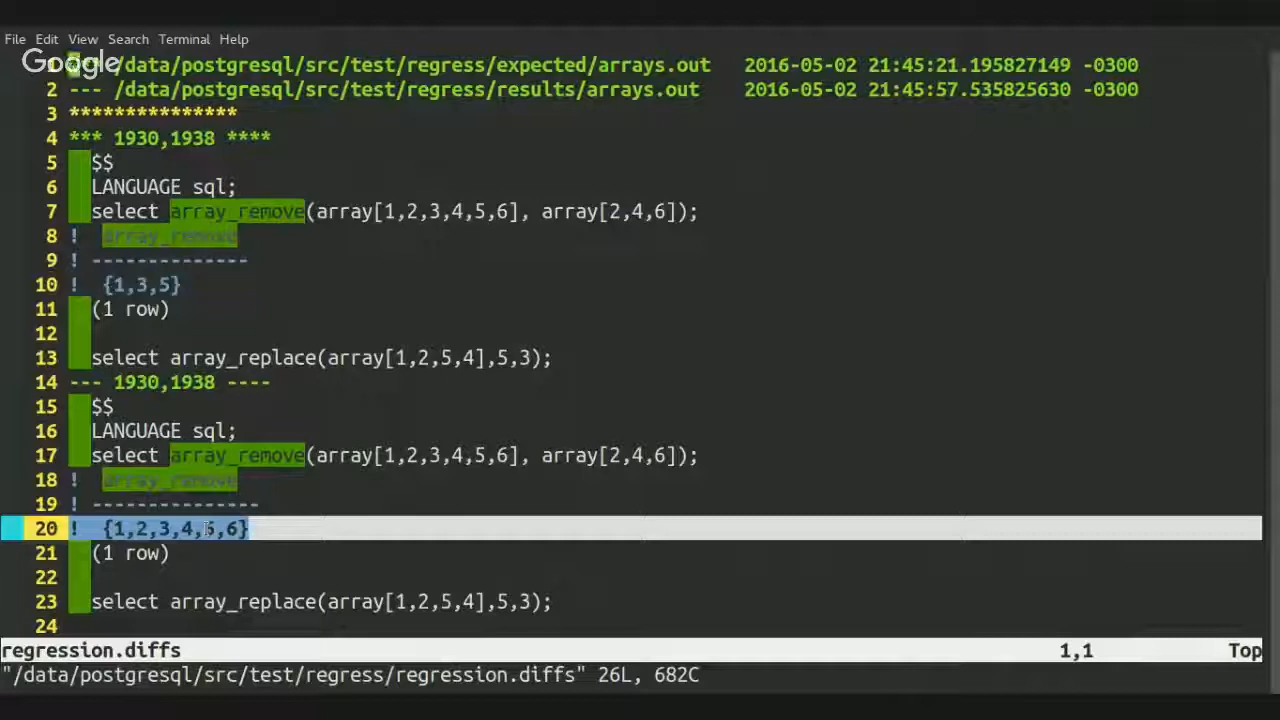 File Edit View Search Terminal Help
Google
1 *** /data/postgresql/src/test/regress/expected/arrays.out 2016-05-02 21:45:21.195827149 -0300
2 --- /data/postgresql/src/test/regress/results/arrays.out 2016-05-02 21:45:57.535825630 -0300
3 ***************
4 *** 1930,1938 ****
5 $$
6 LANGUAGE sql;
7 select array_remove(array[1,2,3,4,5,6], array[2,4,6]);
8 ! array_remove
9 ! --------------
10 ! {1,3,5}
11 (1 row)
12
13 select array_replace(array[1,2,5,4],5,3);
14 --- 1930,1938 ----
15 $$
16 LANGUAGE sql;
17 select array_remove(array[1,2,3,4,5,6], array[2,4,6]);
18 ! array_remove
19 ! ---------------
20 ! {1,2,3,4,5,6}
21 (1 row)
22
23 select array_replace(array[1,2,5,4],5,3);
24
regression.diffs 1,1 Top
"/data/postgresql/src/test/regress/regression.diffs" 26L, 682C